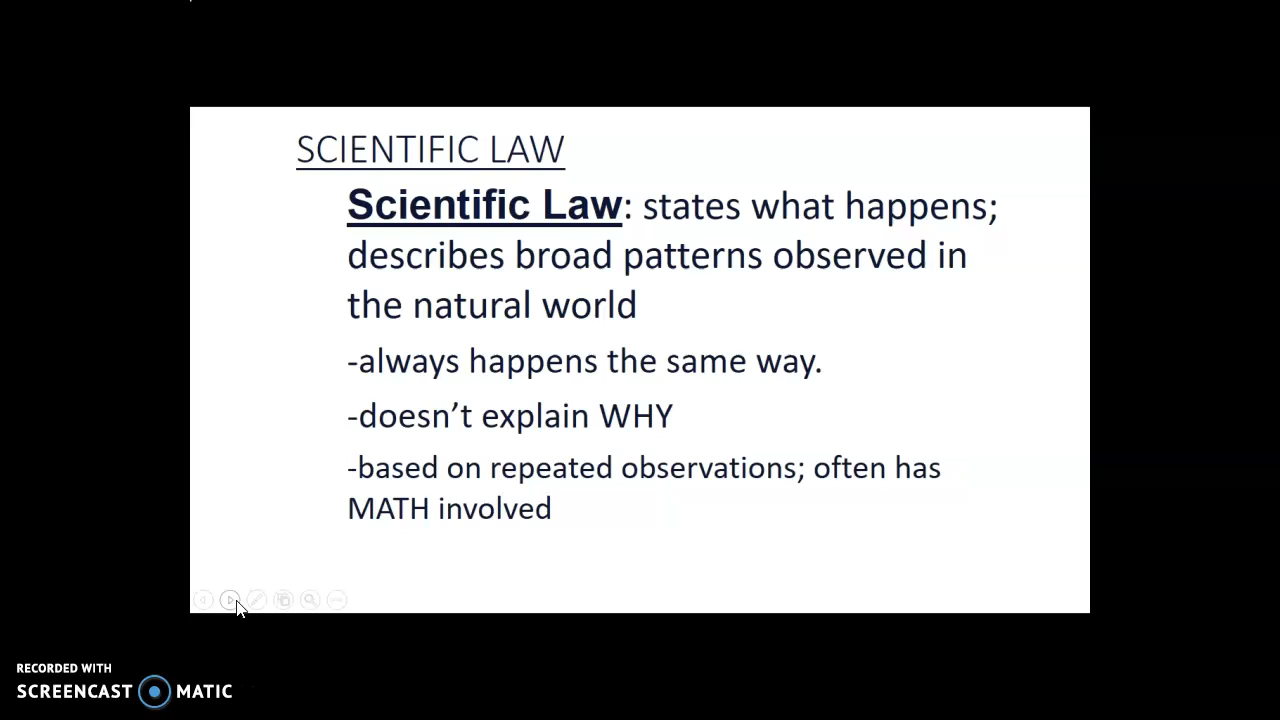 SCIENTIFIC LAW
Scientific Law: states what happens;
describes broad patterns observed in
the natural world
-always happens the same way.
-doesn’t explain WHY
-based on repeated observations; often has
MATH involved
RECORDED WITH
SCREENCAST MATIC